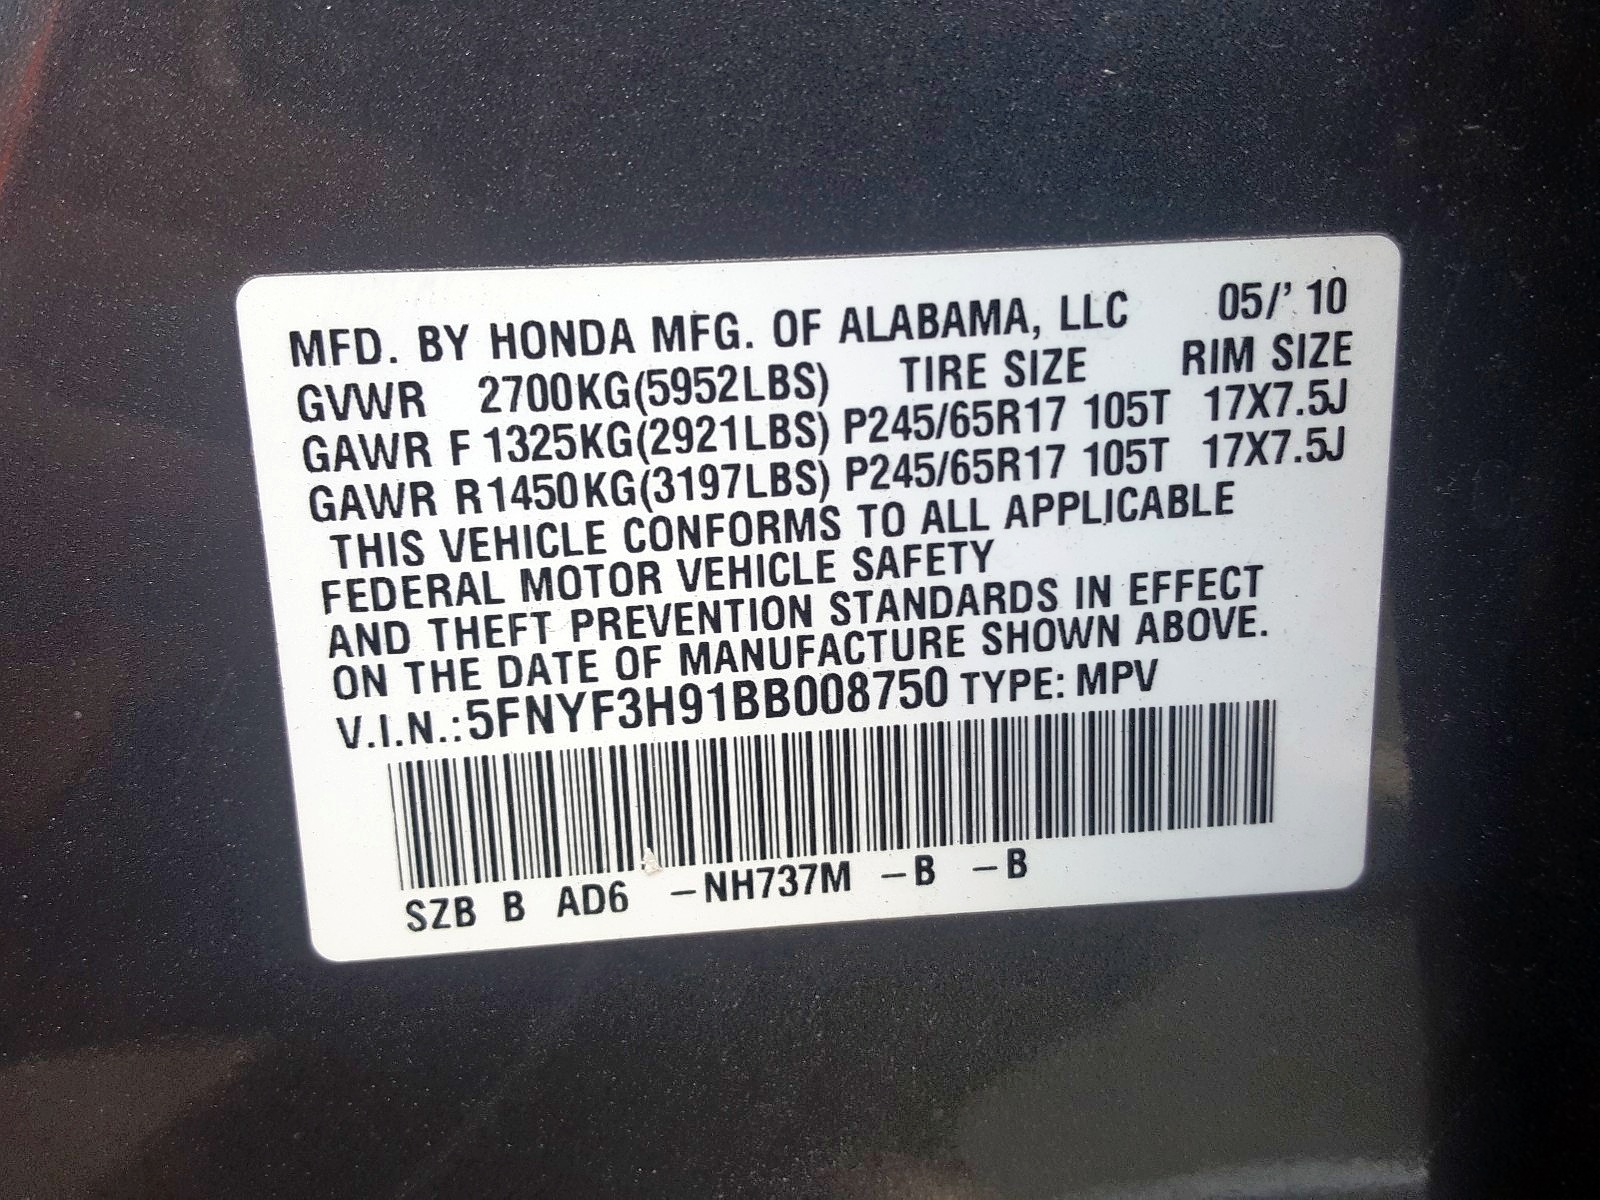 MFD. BY HONDA MFG. OF ALABAMA, LLC 05/' 10
GVWR 2700KG(5952LBS) TIRE SIZE RIM SIZE
GAWR F 1325KG(2921LBS) P245/65R17 105T 17X7.5J
GAWR R1450KG(3197LBS) P245/65R17 105T 17X7.5J
THIS VEHICLE CONFORMS TO ALL APPLICABLE
FEDERAL MOTOR VEHICLE SAFETY
AND THEFT PREVENTION STANDARDS IN EFFECT
ON THE DATE OF MANUFACTURE SHOWN ABOVE.
V.I.N.:5FNYF3H91BB008750 TYPE: MPV
SZB B AD6 –NH737M –B –B